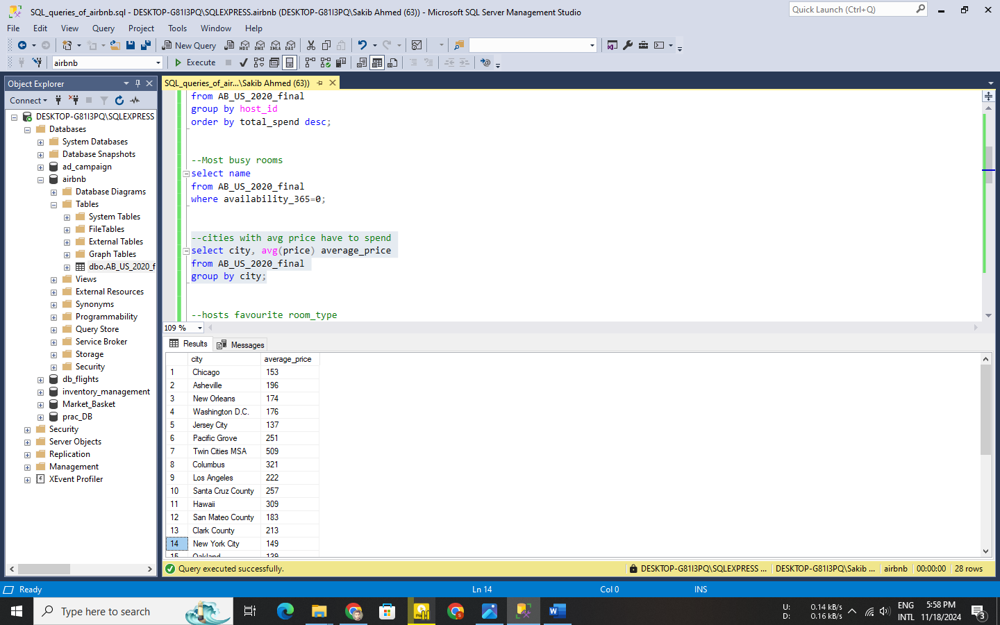 SQL_queries_of_airbnb.sql - DESKTOP-G81I3PQ\SQLEXPRESS.airbnb (DESKTOP-G81I3PQ\Sakib Ahmed (63)) - Microsoft SQL Server Management Studio
Quick Launch (Ctrl+Q)
File Edit View Query Project Tools Window Help
New Query MDX DMX XMLA DAX
airbnb Execute
Object Explorer
Connect
DESKTOP-G81I3PQ\SQLEXPRESS
Databases
System Databases
Database Snapshots
ad_campaign
airbnb
Database Diagrams
Tables
System Tables
FileTables
External Tables
Graph Tables
dbo.AB_US_2020_f
Views
External Resources
Synonyms
Programmability
Query Store
Service Broker
Storage
Security
db_flights
inventory_management
Market_Basket
prac_DB
Security
Server Objects
Replication
Management
XEvent Profiler
SQL_queries_of_air...\Sakib Ahmed (63))
from AB_US_2020_final
group by host_id
order by total_spend desc;
--Most busy rooms
select name
from AB_US_2020_final
where availability_365=0;
--cities with avg price have to spend
select city, avg(price) average_price
from AB_US_2020_final
group by city;
--hosts favourite room_type
109 %
Results Messages
city average_price
1 Chicago 153
2 Asheville 196
3 New Orleans 174
4 Washington D.C. 176
5 Jersey City 137
6 Pacific Grove 251
7 Twin Cities MSA 509
8 Columbus 321
9 Los Angeles 222
10 Santa Cruz County 257
11 Hawaii 309
12 San Mateo County 183
13 Clark County 213
14 New York City 149
15 Oakland 139
Query executed successfully. DESKTOP-G81I3PQ\SQLEXPRESS ... DESKTOP-G81I3PQ\Sakib ... airbnb 00:00:00 28 rows
Ready Ln 14 Col 0 INS
Type here to search
U: 0.14 kB/s
D: 0.16 kB/s
ENG
INTL
5:58 PM
11/18/2024
3